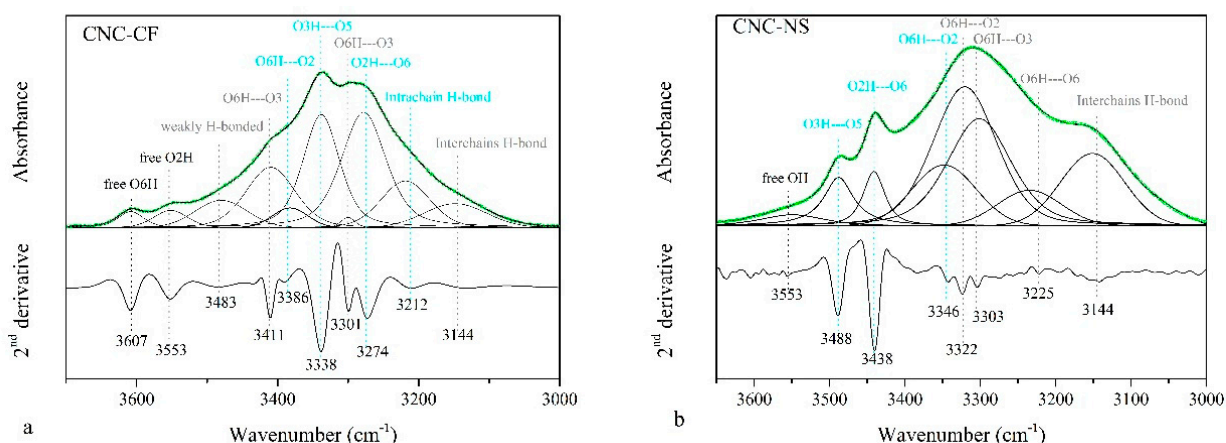 CNC-CF
O3H---O5
O6H---O3
O6H---O2
O2H---O6
O6H---O3
Intrachain H-bond
weakly H-bonded
free O2H
Interchains H-bond
free O6H
Absorbance
2nd derivative
3607
3553
3483
3411
3386
3338
3301
3274
3212
3144
3600
3400
3200
3000
a
Wavenumber (cm-1)
CNC-NS
O6H---O2
O6H---O2
O6H---O3
O2H---O6
O6H---O6
Interchains H-bond
O3H---O5
free OH
Absorbance
2nd derivative
3553
3488
3438
3346
3322
3303
3225
3144
3600
3500
3400
3300
3200
3100
3000
b
Wavenumber (cm-1)